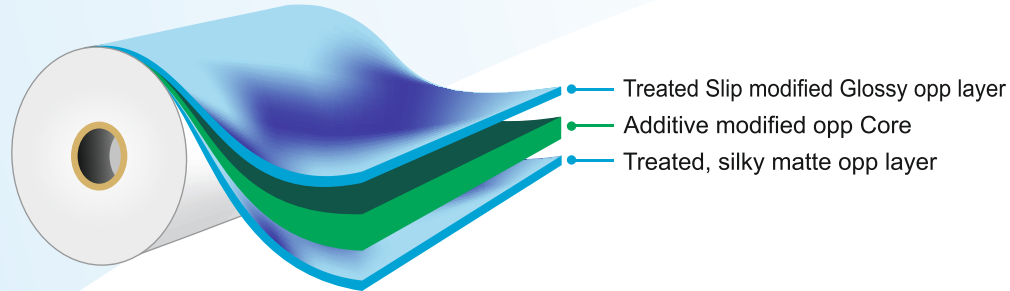 Treated Slip modified Glossy opp layer
Additive modified opp Core
Treated, silky matte opp layer